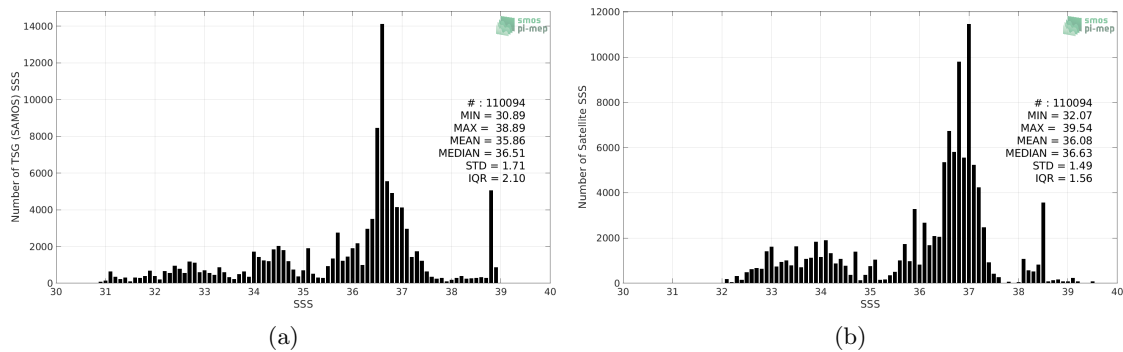 14000
12000
10000
8000
6000
4000
2000
0
Number of TSG (SAMOS) SSS
smos
pi-mep
# : 110094
MIN = 30.89
MAX = 38.89
MEAN = 35.86
MEDIAN = 36.51
STD = 1.71
IQR = 2.10
30 31 32 33 34 35 36 37 38 39 40
SSS
(a)
12000
10000
8000
6000
4000
2000
0
Number of Satellite SSS
smos
pi-mep
# : 110094
MIN = 32.07
MAX = 39.54
MEAN = 36.08
MEDIAN = 36.63
STD = 1.49
IQR = 1.56
30 31 32 33 34 35 36 37 38 39 40
SSS
(b)